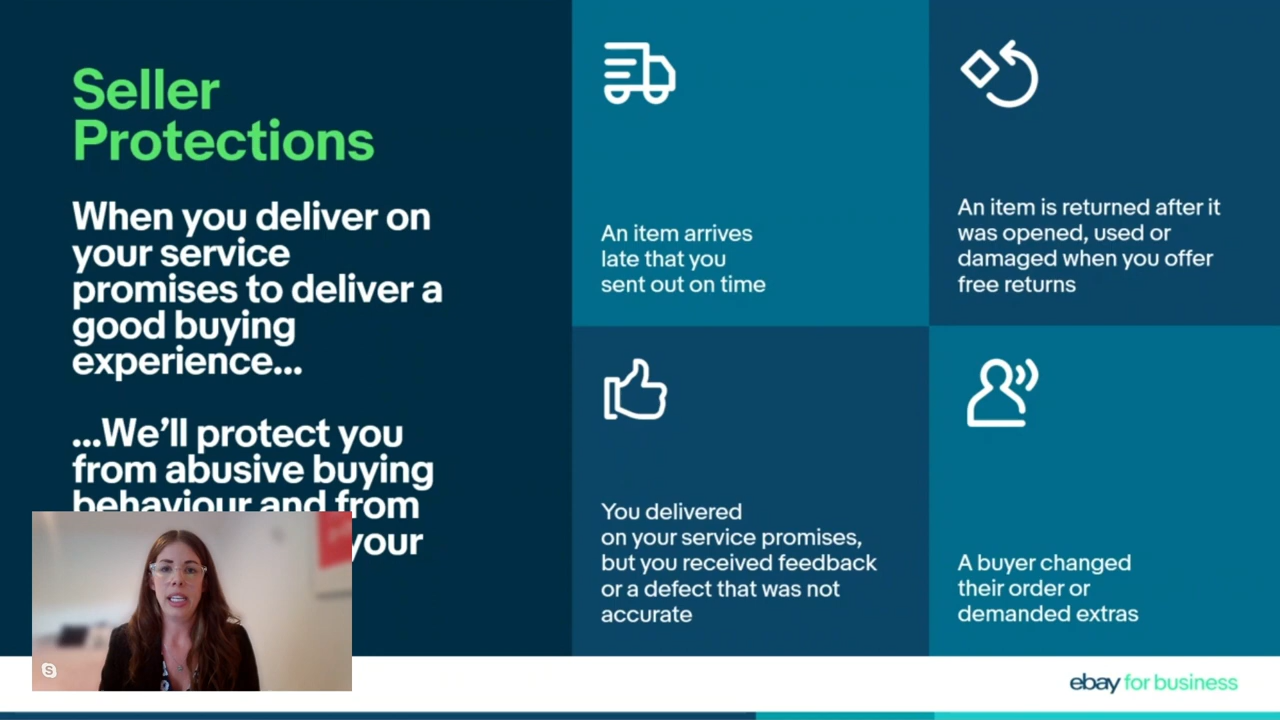 Seller
Protections
When you deliver on
your service
promises to deliver a
good buying
experience...
...We'll protect you
from abusive buying
behaviour and from
your
An item arrives
late that you
sent out on time
An item is returned after it
was opened, used or
damaged when you offer
free returns
You delivered
on your service promises,
but you received feedback
or a defect that was not
accurate
A buyer changed
their order or
demanded extras
S
ebay for business